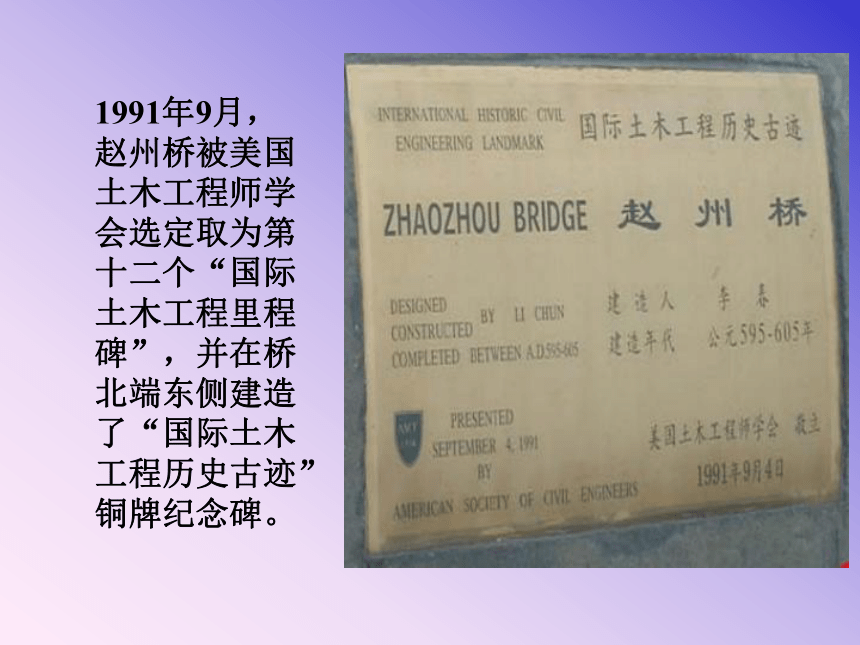 1991年9月，
赵州桥被美国
土木工程师学
会选定取为第
十二个“国际
土木工程里程
碑”，并在桥
北端东侧建造
了“国际土木
工程历史古迹”
铜牌纪念碑。
INTERNATIONAL HISTORIC CIVIL
ENGINEERING LANDMARK
国际土木工程历史古迹
ZHAOZHOU BRIDGE 赵州桥
DESIGNED
CONSTRUCTED BY LI CHUN
COMPLETED BETWEEN A.D.595-605
建造人 李春
建造年代 公元595-605年
PRESENTED
SEPTEMBER 4, 1991
BY
AMERICAN SOCIETY OF CIVIL ENGINEERS
美国土木工程师学会 敬立
1991年9月4日